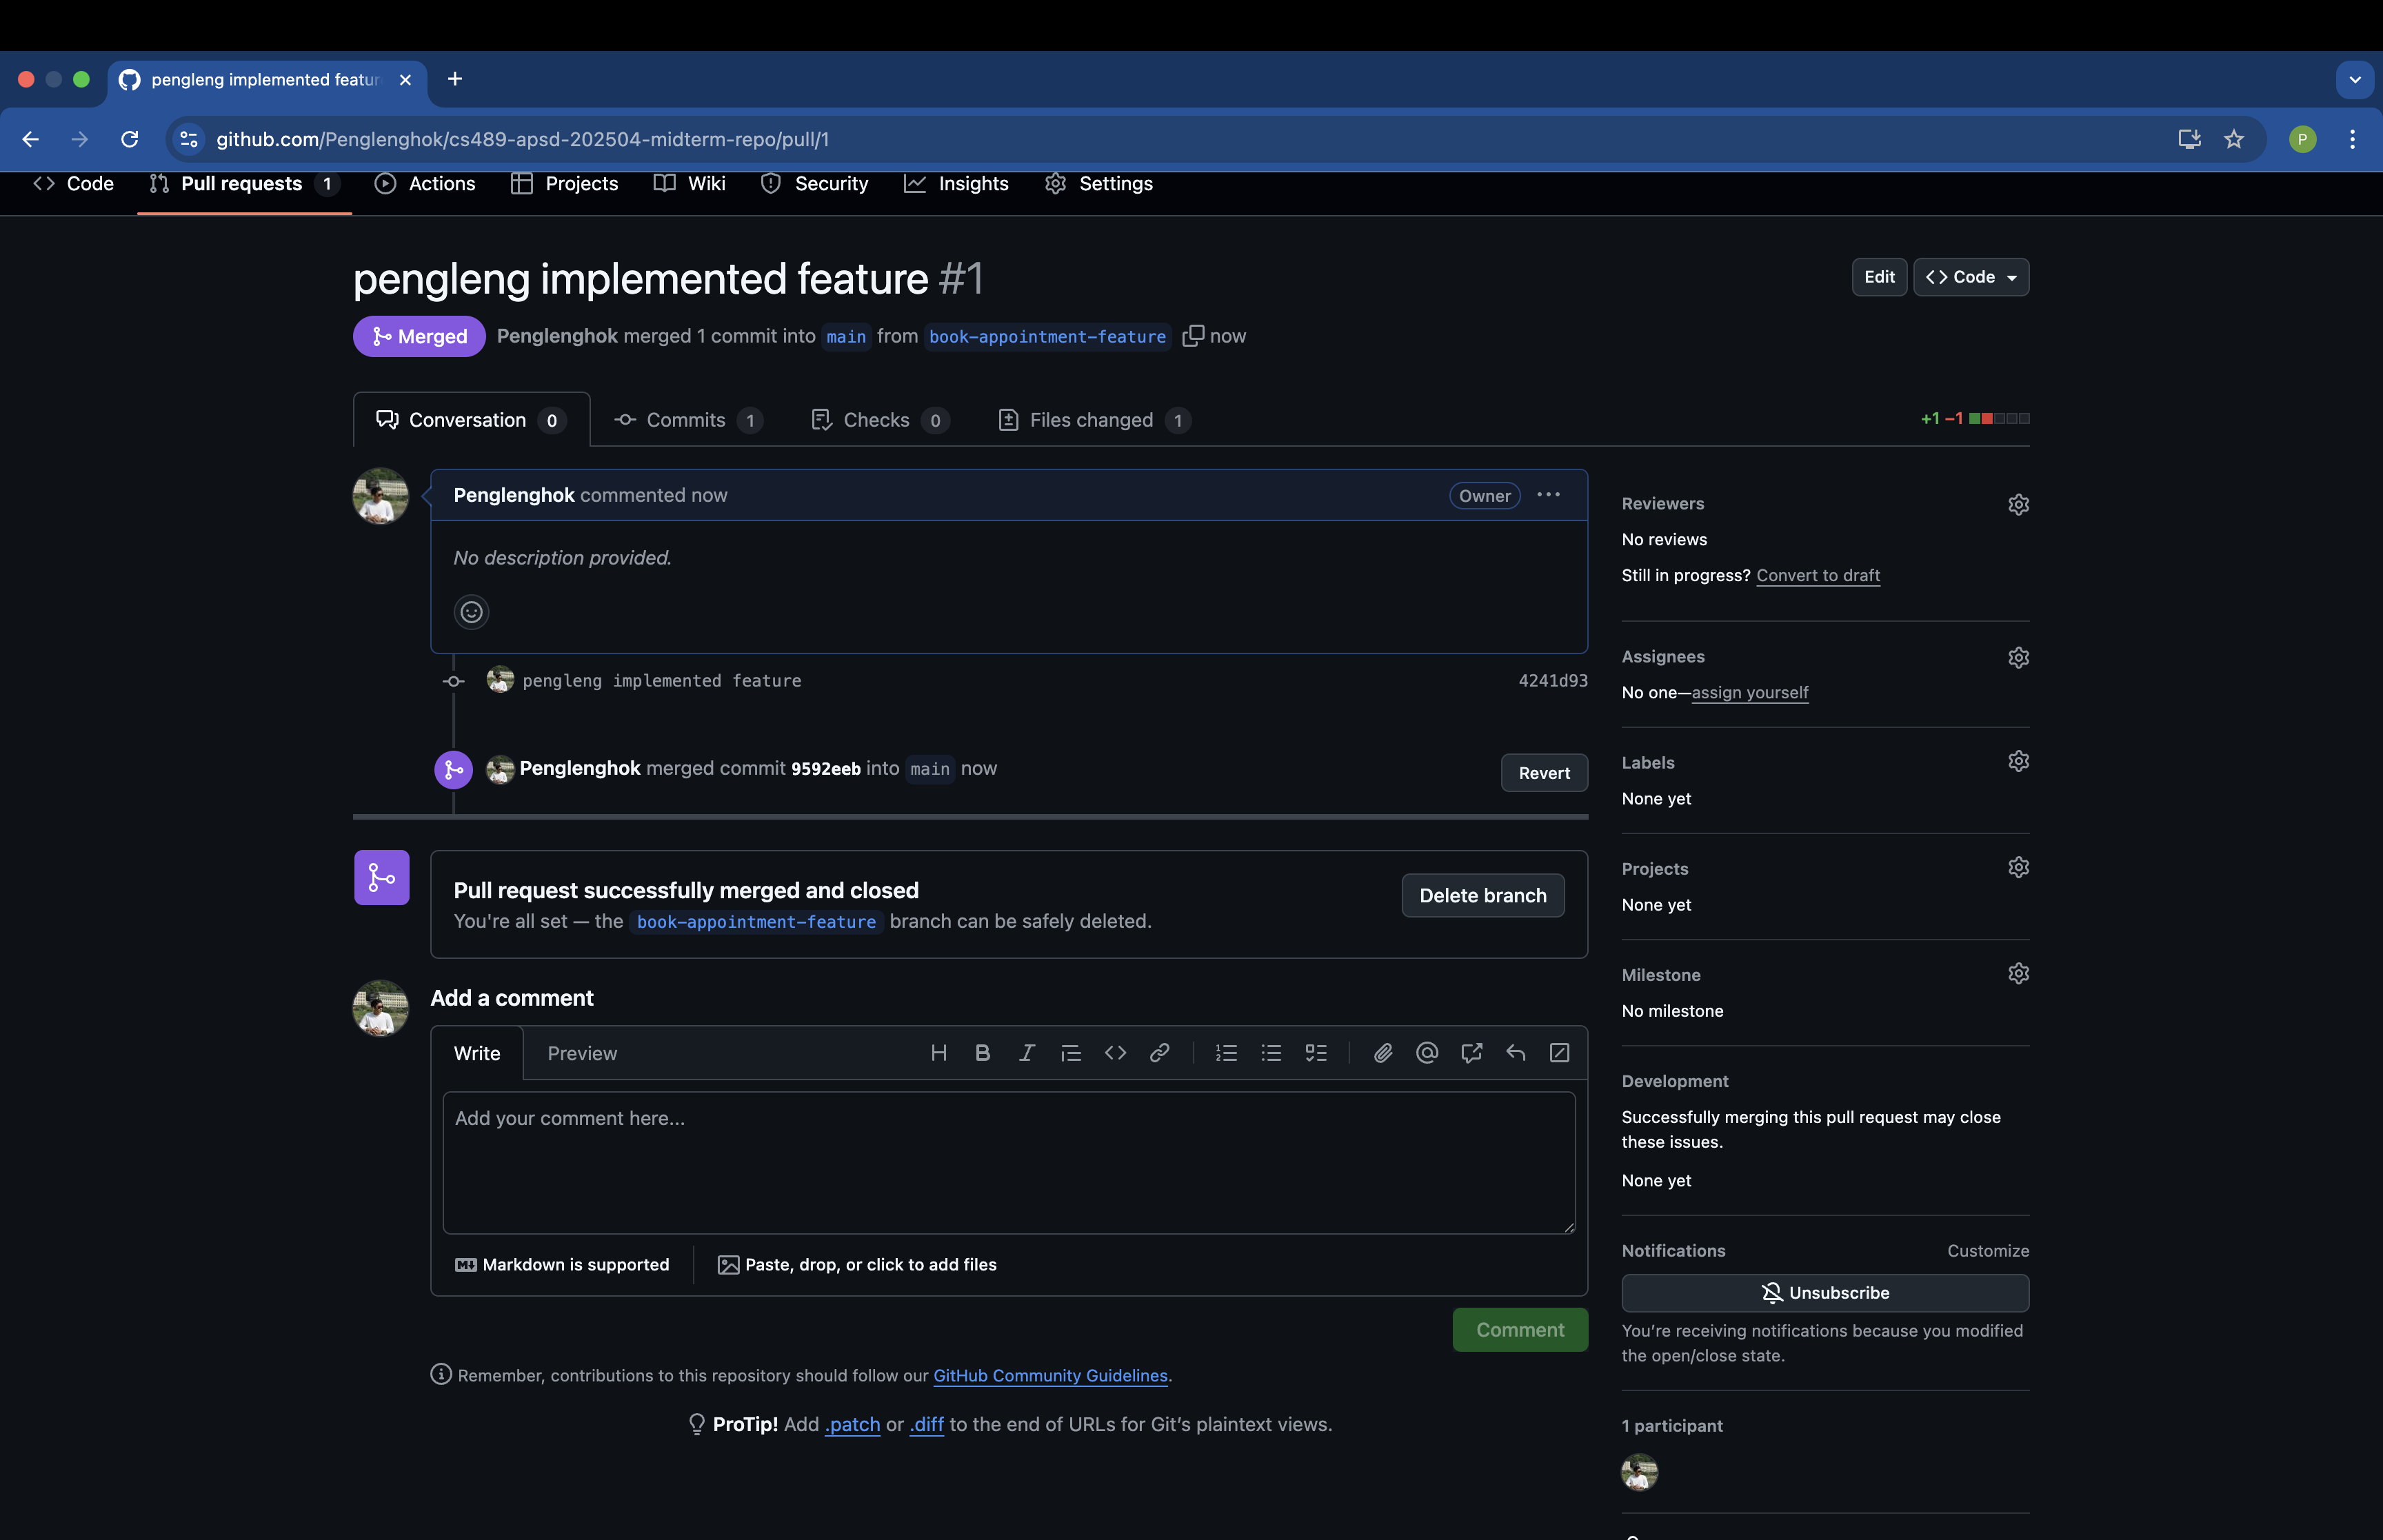 pengleng implemented featur
github.com/Penglenghok/cs489-apsd-202504-midterm-repo/pull/1
P
Code Pull requests 1 Actions Projects Wiki Security Insights Settings
pengleng implemented feature #1
Edit Code
Merged Penglenghok merged 1 commit into main from book-appointment-feature now
Conversation 0 Commits 1 Checks 0 Files changed 1
+1 −1
Penglenghok commented now Owner
No description provided.
pengleng implemented feature 4241d93
Penglenghok merged commit 9592eeb into main now
Revert
Pull request successfully merged and closed
You're all set — the book-appointment-feature branch can be safely deleted.
Delete branch
Add a comment
Write Preview
Add your comment here...
Markdown is supported Paste, drop, or click to add files
Comment
Remember, contributions to this repository should follow our GitHub Community Guidelines.
ProTip! Add .patch or .diff to the end of URLs for Git’s plaintext views.
Reviewers
No reviews
Still in progress? Convert to draft
Assignees
No one—assign yourself
Labels
None yet
Projects
None yet
Milestone
No milestone
Development
Successfully merging this pull request may close
these issues.
None yet
Notifications Customize
Unsubscribe
You’re receiving notifications because you modified
the open/close state.
1 participant